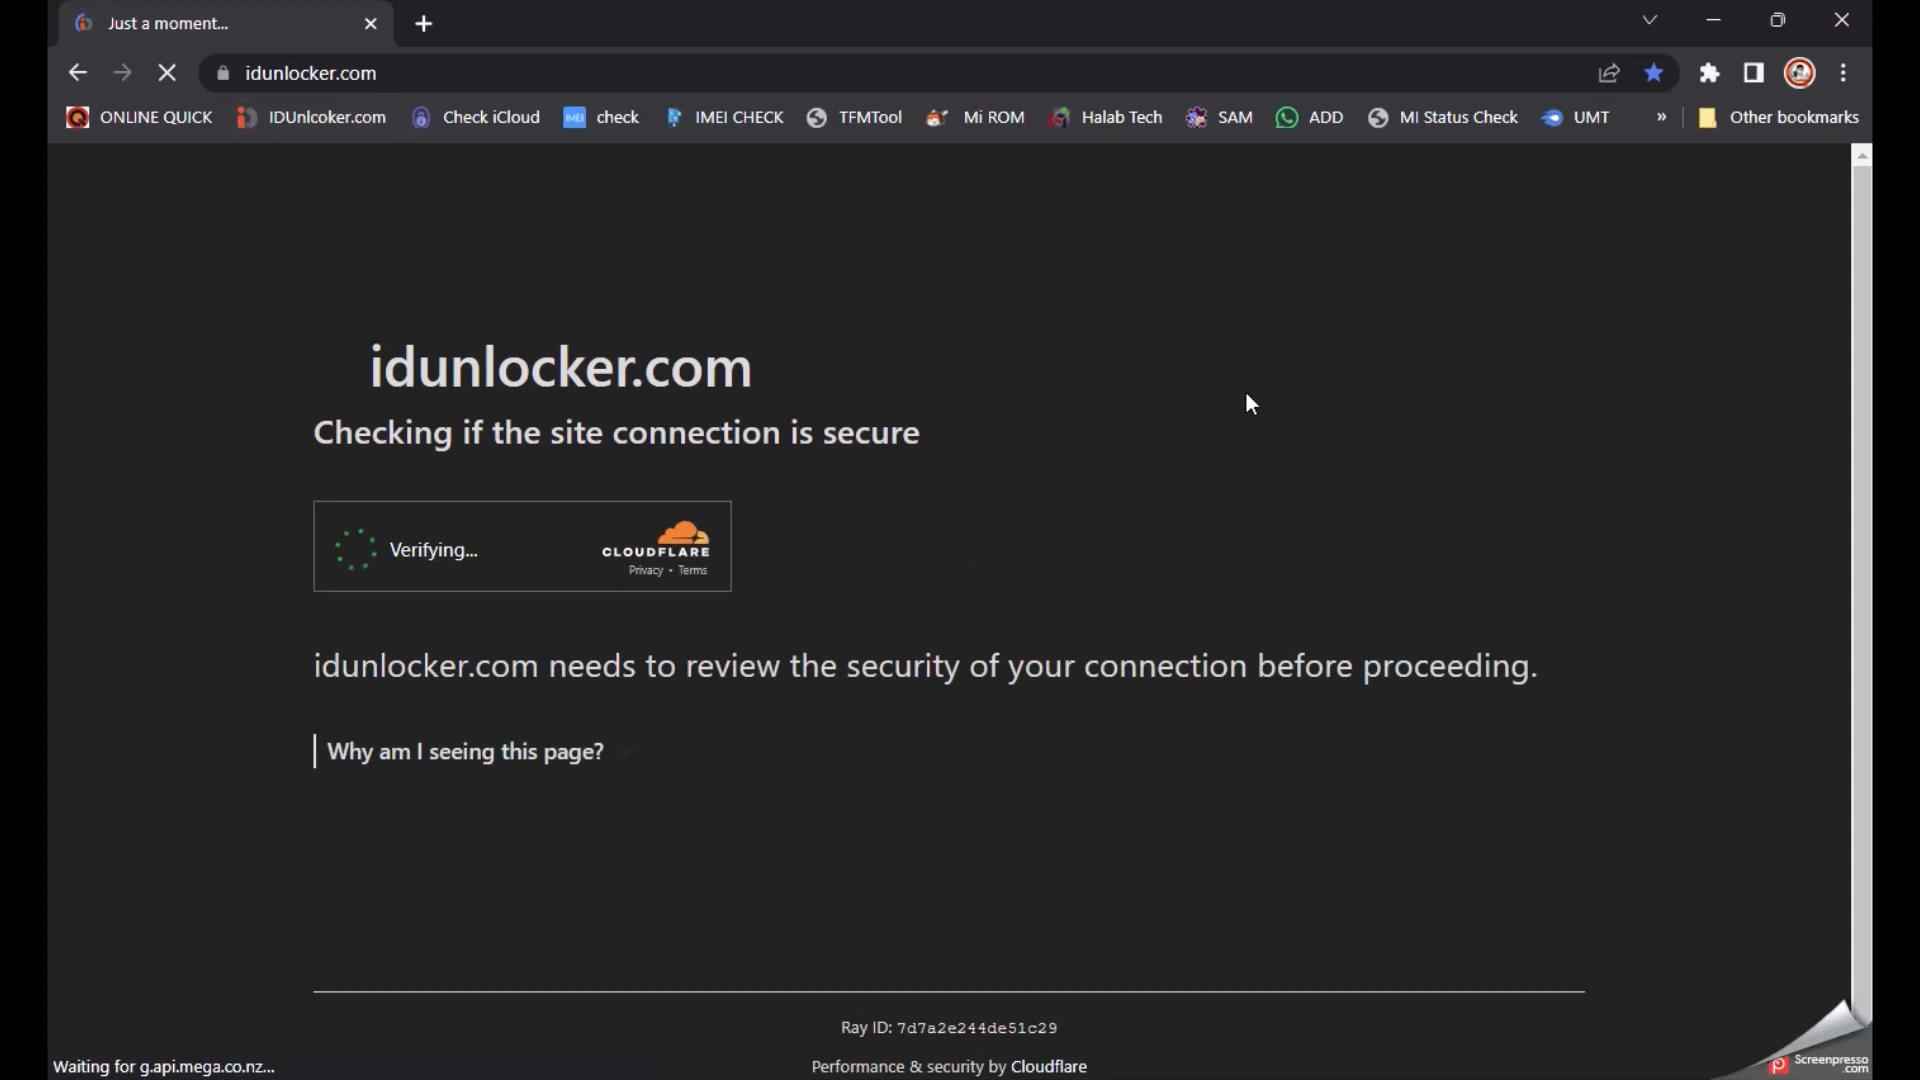 Just a moment...
idunlocker.com
ONLINE QUICK IDUnlcoker.com Check iCloud IMEI check IMEI CHECK TFMTool Mi ROM Halab Tech SAM ADD MI Status Check UMT » Other bookmarks
idunlocker.com
Checking if the site connection is secure
Verifying...
CLOUDFLARE
Privacy • Terms
idunlocker.com needs to review the security of your connection before proceeding.
Why am I seeing this page?
Ray ID: 7d7a2e244de51c29
Waiting for g.api.mega.co.nz...
Performance & security by Cloudflare
Screenpresso
.com